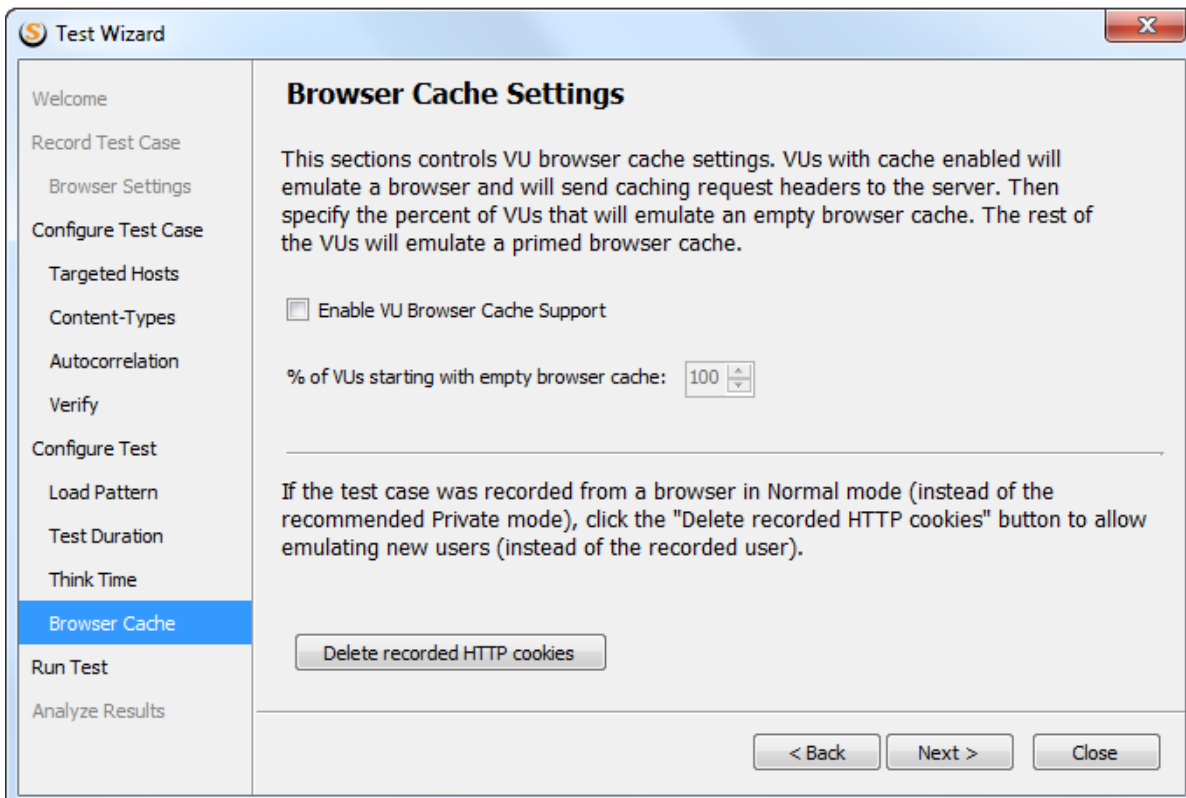 Test Wizard
Welcome
Record Test Case
Browser Settings
Configure Test Case
Targeted Hosts
Content-Types
Autocorrelation
Verify
Configure Test
Load Pattern
Test Duration
Think Time
Browser Cache
Run Test
Analyze Results
Browser Cache Settings
This sections controls VU browser cache settings. VUs with cache enabled will
emulate a browser and will send caching request headers to the server. Then
specify the percent of VUs that will emulate an empty browser cache. The rest of
the VUs will emulate a primed browser cache.
Enable VU Browser Cache Support
% of VUs starting with empty browser cache: 100
If the test case was recorded from a browser in Normal mode (instead of the
recommended Private mode), click the "Delete recorded HTTP cookies" button to allow
emulating new users (instead of the recorded user).
Delete recorded HTTP cookies
< Back Next > Close